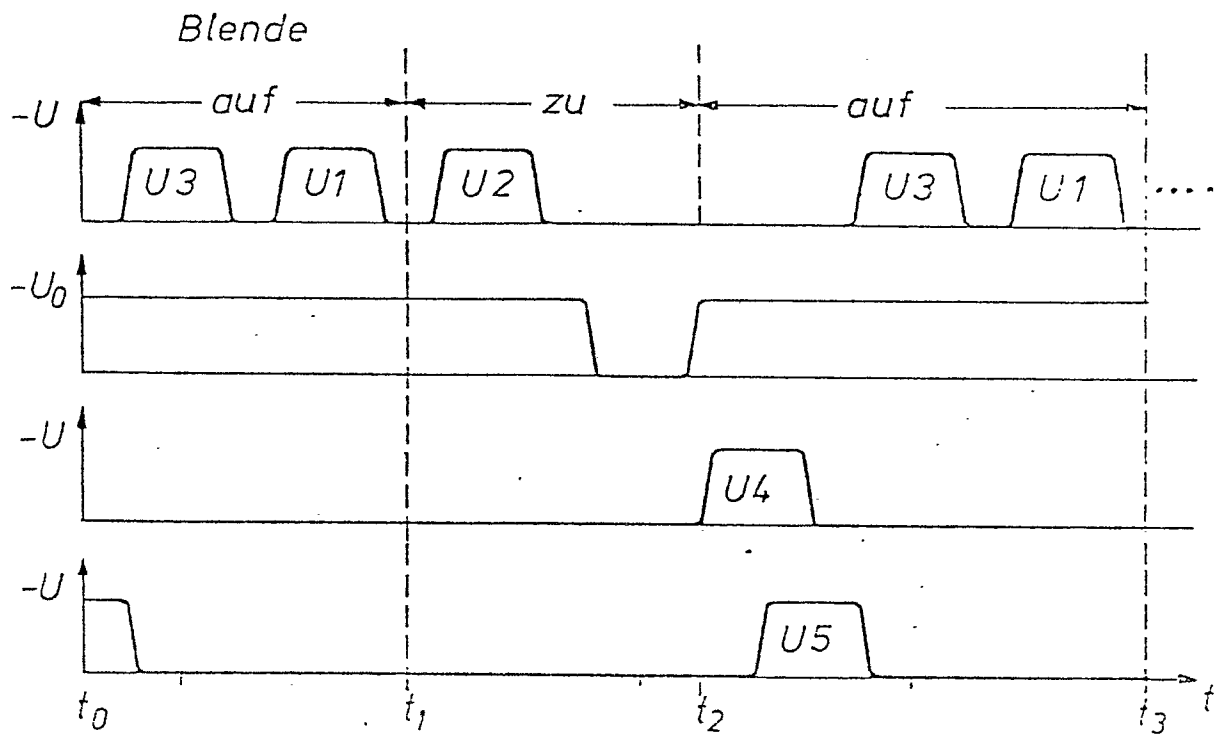 Blende
auf zu auf
-U
U3 U1 U2 U3 U1 ....
-U0
-U
U4
-U
U5
t0 t1 t2 t3 t